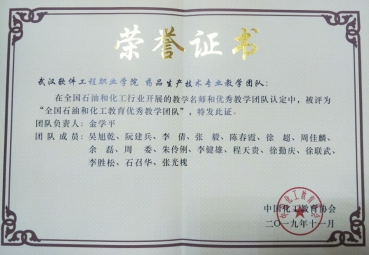 荣誉证书
武汉软件工程职业学院 药品生产技术专业教学团队：
在全国石油和化工行业开展的教学名师和优秀教学团队认定中，被评为
“全国石油和化工教育优秀教学团队”，特发此证。
团队负责人：金学平
团队成员：吴旭乾、阮建兵、李倩、张毅、陈春霞、徐超、周佳麟、
余磊、周委、朱伶俐、李健雄、程天贵、徐勤庆、徐联武、
李胜松、石召华、张光槐
中国化工教育协会
二〇一九年十一月